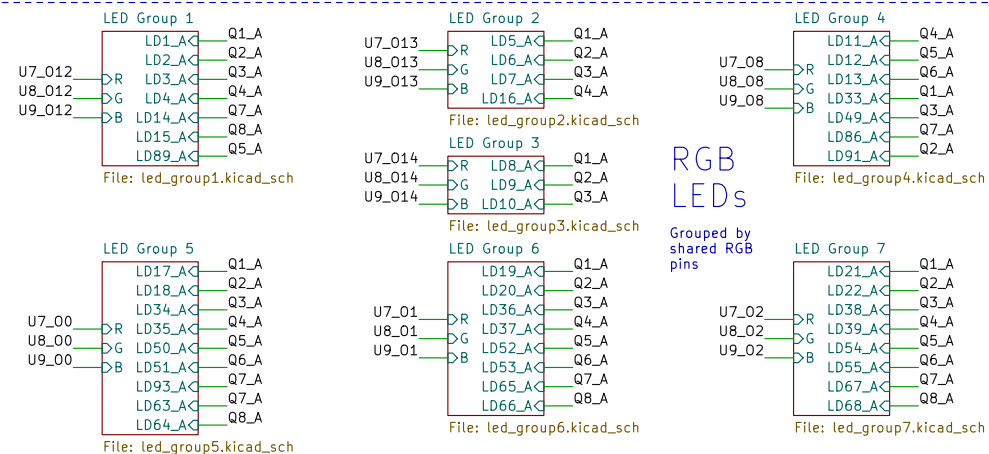 LED Group 1
U7_O12
U8_O12
U9_O12
R
G
B
LD1_A
LD2_A
LD3_A
LD4_A
LD14_A
LD15_A
LD89_A
Q1_A
Q2_A
Q3_A
Q4_A
Q7_A
Q8_A
Q5_A
File: led_group1.kicad_sch
LED Group 2
U7_O13
U8_O13
U9_O13
R
G
B
LD5_A
LD6_A
LD7_A
LD16_A
Q1_A
Q2_A
Q3_A
Q4_A
File: led_group2.kicad_sch
LED Group 3
U7_O14
U8_O14
U9_O14
R
G
B
LD8_A
LD9_A
LD10_A
Q1_A
Q2_A
Q3_A
File: led_group3.kicad_sch
RGB
LEDs
Grouped by
shared RGB
pins
LED Group 4
U7_O8
U8_O8
U9_O8
R
G
B
LD11_A
LD12_A
LD13_A
LD33_A
LD49_A
LD86_A
LD91_A
Q4_A
Q5_A
Q6_A
Q1_A
Q3_A
Q7_A
Q2_A
File: led_group4.kicad_sch
LED Group 5
U7_O0
U8_O0
U9_O0
R
G
B
LD17_A
LD18_A
LD34_A
LD35_A
LD50_A
LD51_A
LD93_A
LD63_A
LD64_A
Q1_A
Q2_A
Q3_A
Q4_A
Q5_A
Q6_A
Q7_A
Q7_A
Q8_A
File: led_group5.kicad_sch
LED Group 6
U7_O1
U8_O1
U9_O1
R
G
B
LD19_A
LD20_A
LD36_A
LD37_A
LD52_A
LD53_A
LD65_A
LD66_A
Q1_A
Q2_A
Q3_A
Q4_A
Q5_A
Q6_A
Q7_A
Q8_A
File: led_group6.kicad_sch
LED Group 7
U7_O2
U8_O2
U9_O2
R
G
B
LD21_A
LD22_A
LD38_A
LD39_A
LD54_A
LD55_A
LD67_A
LD68_A
Q1_A
Q2_A
Q3_A
Q4_A
Q5_A
Q6_A
Q7_A
Q8_A
File: led_group7.kicad_sch